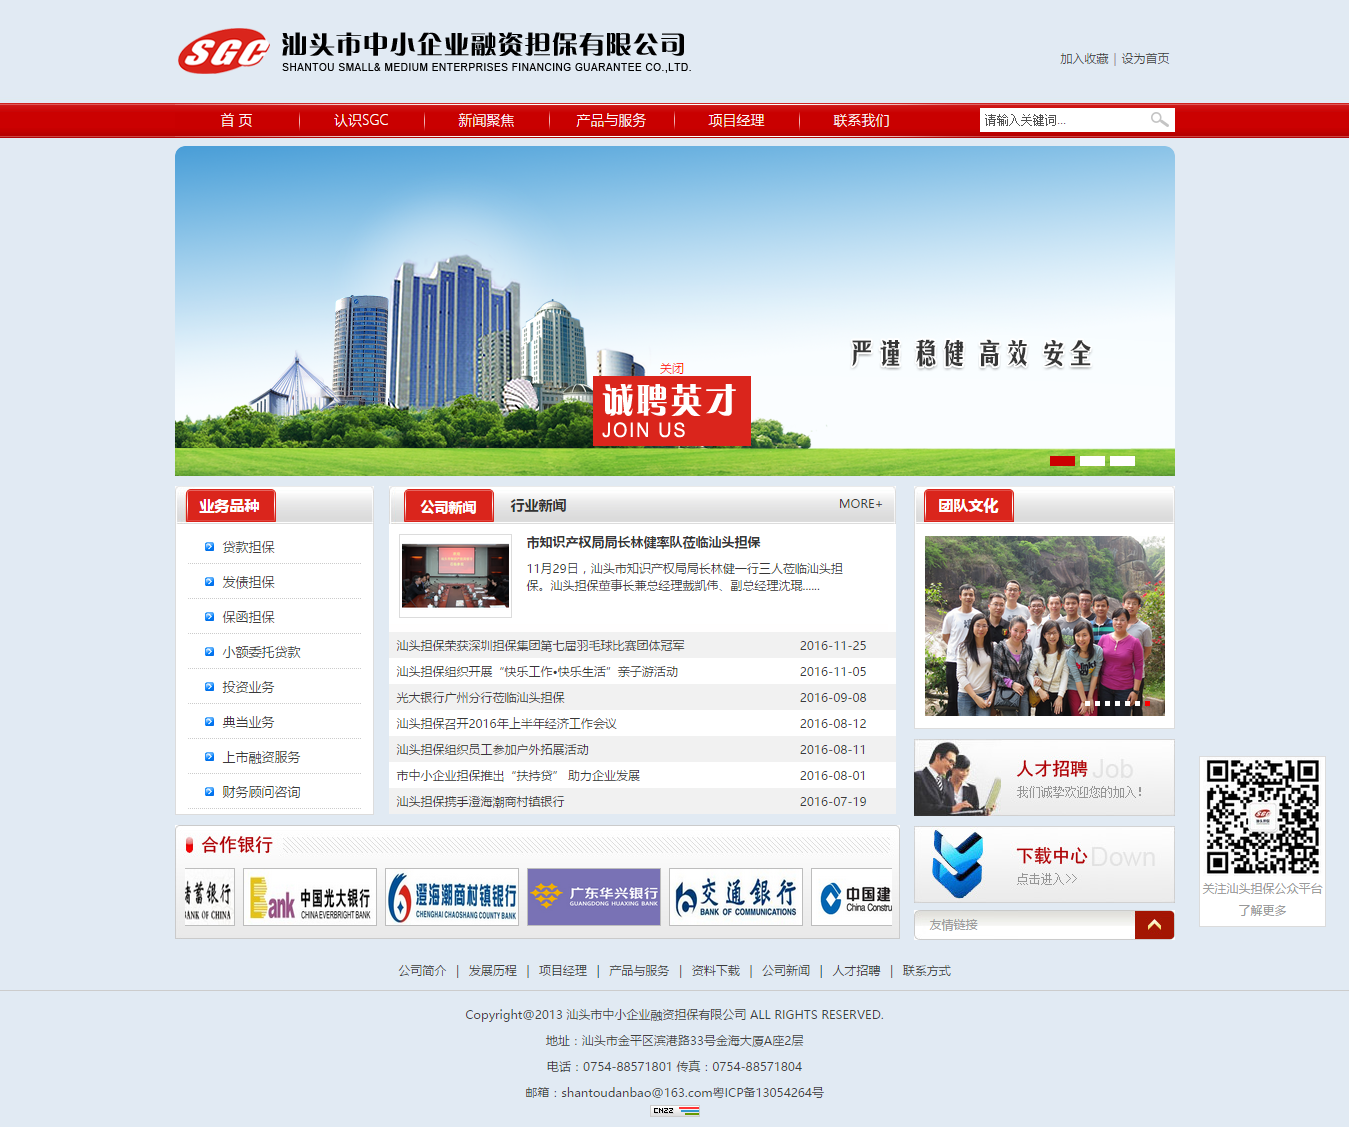 SGC 汕头市中小企业融资担保有限公司
SHANTOU SMALL& MEDIUM ENTERPRISES FINANCING GUARANTEE CO.,LTD.
加入收藏 | 设为首页
首 页 认识SGC 新闻聚焦 产品与服务 项目经理 联系我们 请输入关键词...
严谨 稳健 高效 安全
关闭
诚聘英才
JOIN US
业务品种
贷款担保
发债担保
保函担保
小额委托贷款
投资业务
典当业务
上市融资服务
财务顾问咨询
公司新闻 行业新闻 MORE+
市知识产权局局长林健率队莅临汕头担保
11月29日，汕头市知识产权局局长林健一行三人莅临汕头担
保。汕头担保董事长兼总经理戴凯伟、副总经理沈琨......
汕头担保荣获深圳担保集团第七届羽毛球比赛团体冠军 2016-11-25
汕头担保组织开展“快乐工作•快乐生活”亲子游活动 2016-11-05
光大银行广州分行莅临汕头担保 2016-09-08
汕头担保召开2016年上半年经济工作会议 2016-08-12
汕头担保组织员工参加户外拓展活动 2016-08-11
市中小企业担保推出“扶持贷” 助力企业发展 2016-08-01
汕头担保携手澄海潮商村镇银行 2016-07-19
团队文化
人才招聘 Job
我们诚挚欢迎您的加入！
下载中心 Down
点击进入>>
友情链接
关注汕头担保公众平台
了解更多
合作银行
储蓄银行
BANK OF CHINA
Bank 中国光大银行
CHINA EVERBRIGHT BANK
澄海潮商村镇银行
CHENGHAI CHAOSHANG COUNTY BANK
广东华兴银行
GUANGDONG HUAXING BANK
交通银行
BANK OF COMMUNICATIONS
中国建
China Constru
公司简介 | 发展历程 | 项目经理 | 产品与服务 | 资料下载 | 公司新闻 | 人才招聘 | 联系方式
Copyright@2013 汕头市中小企业融资担保有限公司 ALL RIGHTS RESERVED.
地址：汕头市金平区滨港路33号金海大厦A座2层
电话：0754-88571801 传真：0754-88571804
邮箱：shantoudanbao@163.com粤ICP备13054264号
CNZZ